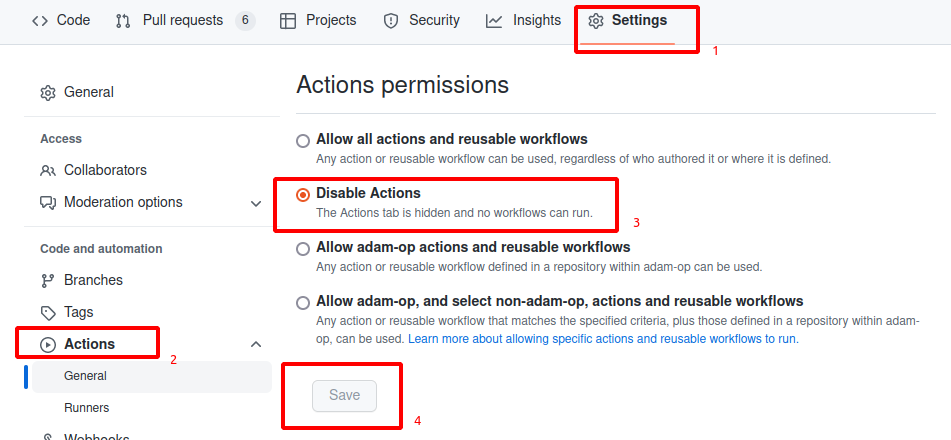 Code Pull requests 6 Projects Security Insights Settings
1
General
Access
Collaborators
Moderation options
Code and automation
Branches
Tags
Actions
2
General
Runners
Webhooks
Actions permissions
Allow all actions and reusable workflows
Any action or reusable workflow can be used, regardless of who authored it or where it is defined.
Disable Actions
The Actions tab is hidden and no workflows can run.
3
Allow adam-op actions and reusable workflows
Any action or reusable workflow defined in a repository within adam-op can be used.
Allow adam-op, and select non-adam-op, actions and reusable workflows
Any action or reusable workflow that matches the specified criteria, plus those defined in a repository within adam-
op, can be used. Learn more about allowing specific actions and reusable workflows to run.
Save
4